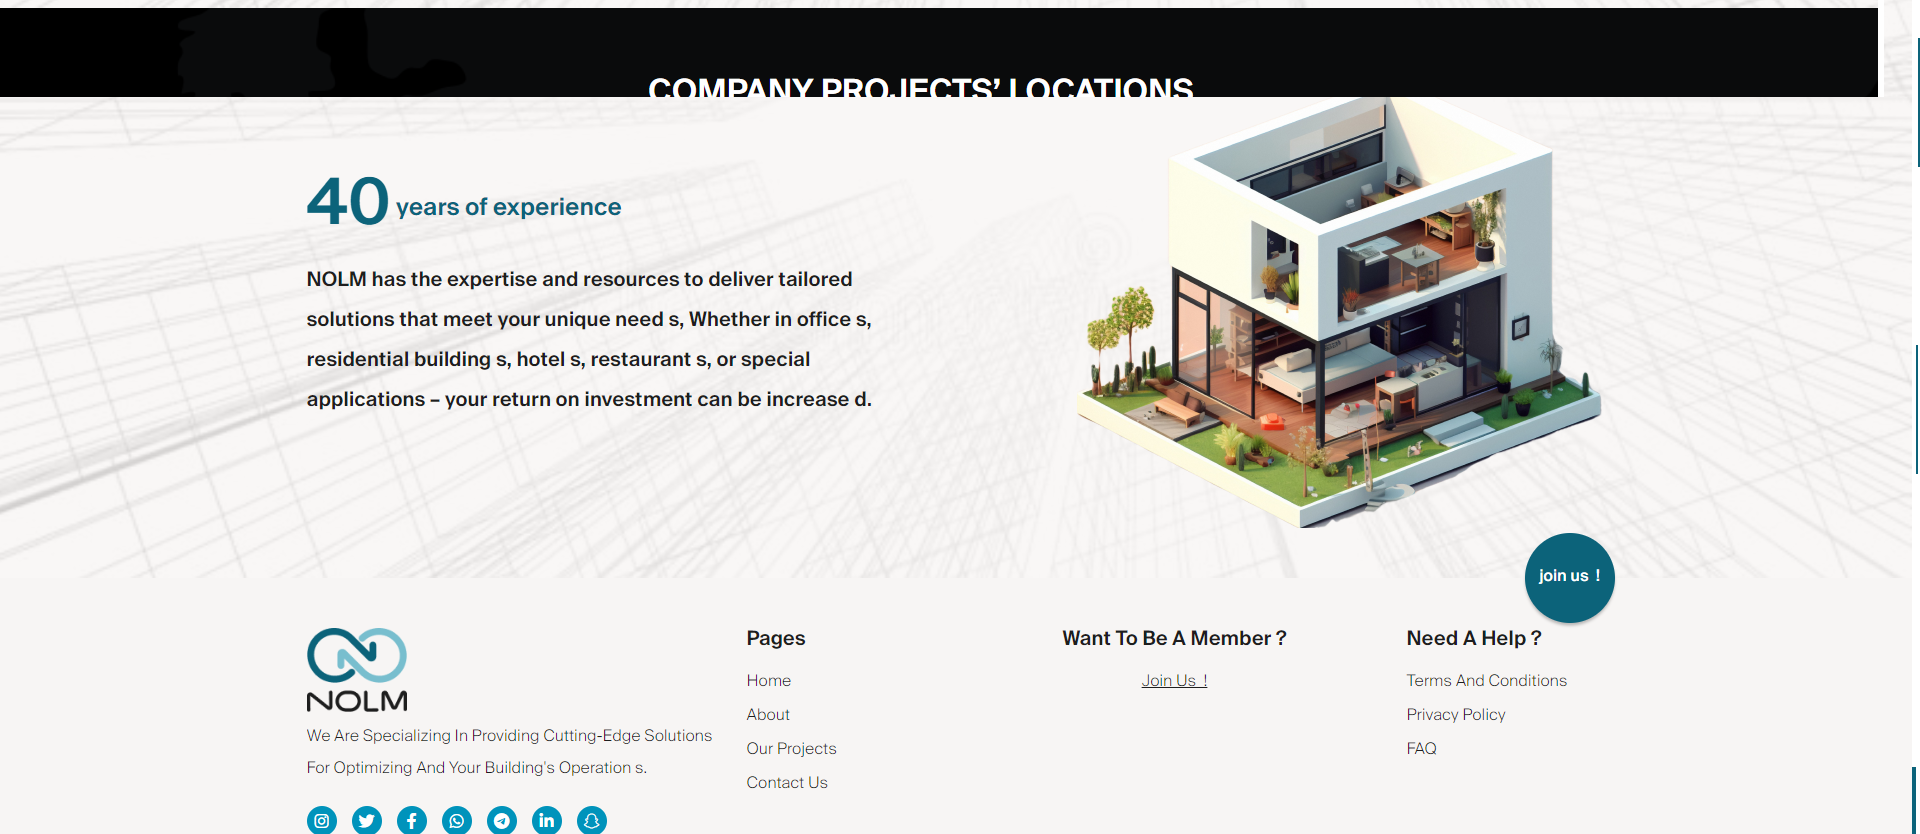 COMPANY PROJECTS’ LOCATIONS
40 years of experience
NOLM has the expertise and resources to deliver tailored
solutions that meet your unique need s, Whether in office s,
residential building s, hotel s, restaurant s, or special
applications – your return on investment can be increase d.
join us !
NOLM
We Are Specializing In Providing Cutting-Edge Solutions
For Optimizing And Your Building's Operation s.
Pages
Home
About
Our Projects
Contact Us
Want To Be A Member ?
Join Us !
Need A Help ?
Terms And Conditions
Privacy Policy
FAQ